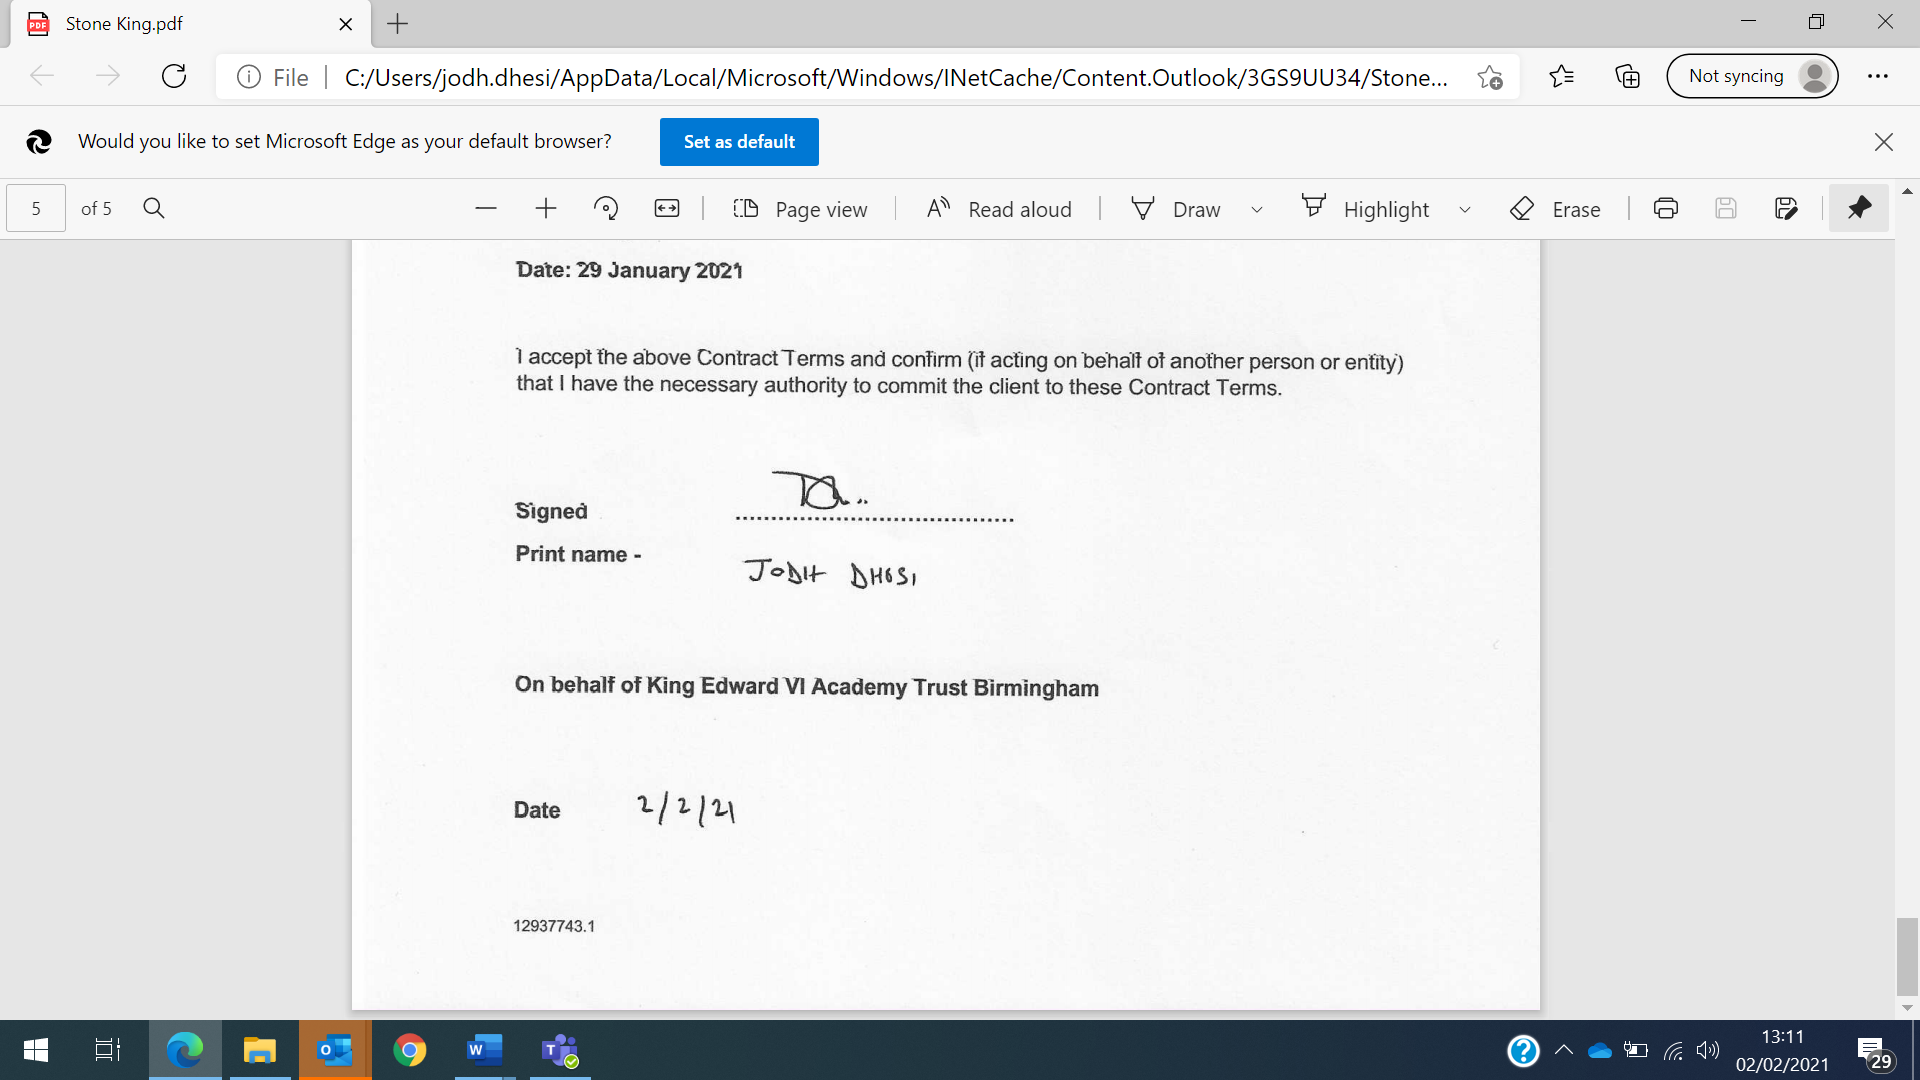 Stone King.pdf
File
C:/Users/jodh.dhesi/AppData/Local/Microsoft/Windows/INetCache/Content.Outlook/3GS9UU34/Stone...
Not syncing
Would you like to set Microsoft Edge as your default browser?
Set as default
5 of 5
Page view
Read aloud
Draw
Highlight
Erase
Date: 29 January 2021
I accept the above Contract Terms and confirm (if acting on behalf of another person or entity)
that I have the necessary authority to commit the client to these Contract Terms.
Signed
Print name -
JODH DHESI
On behalf of King Edward VI Academy Trust Birmingham
Date 2/2/21
12937743.1
13:11
02/02/2021
29